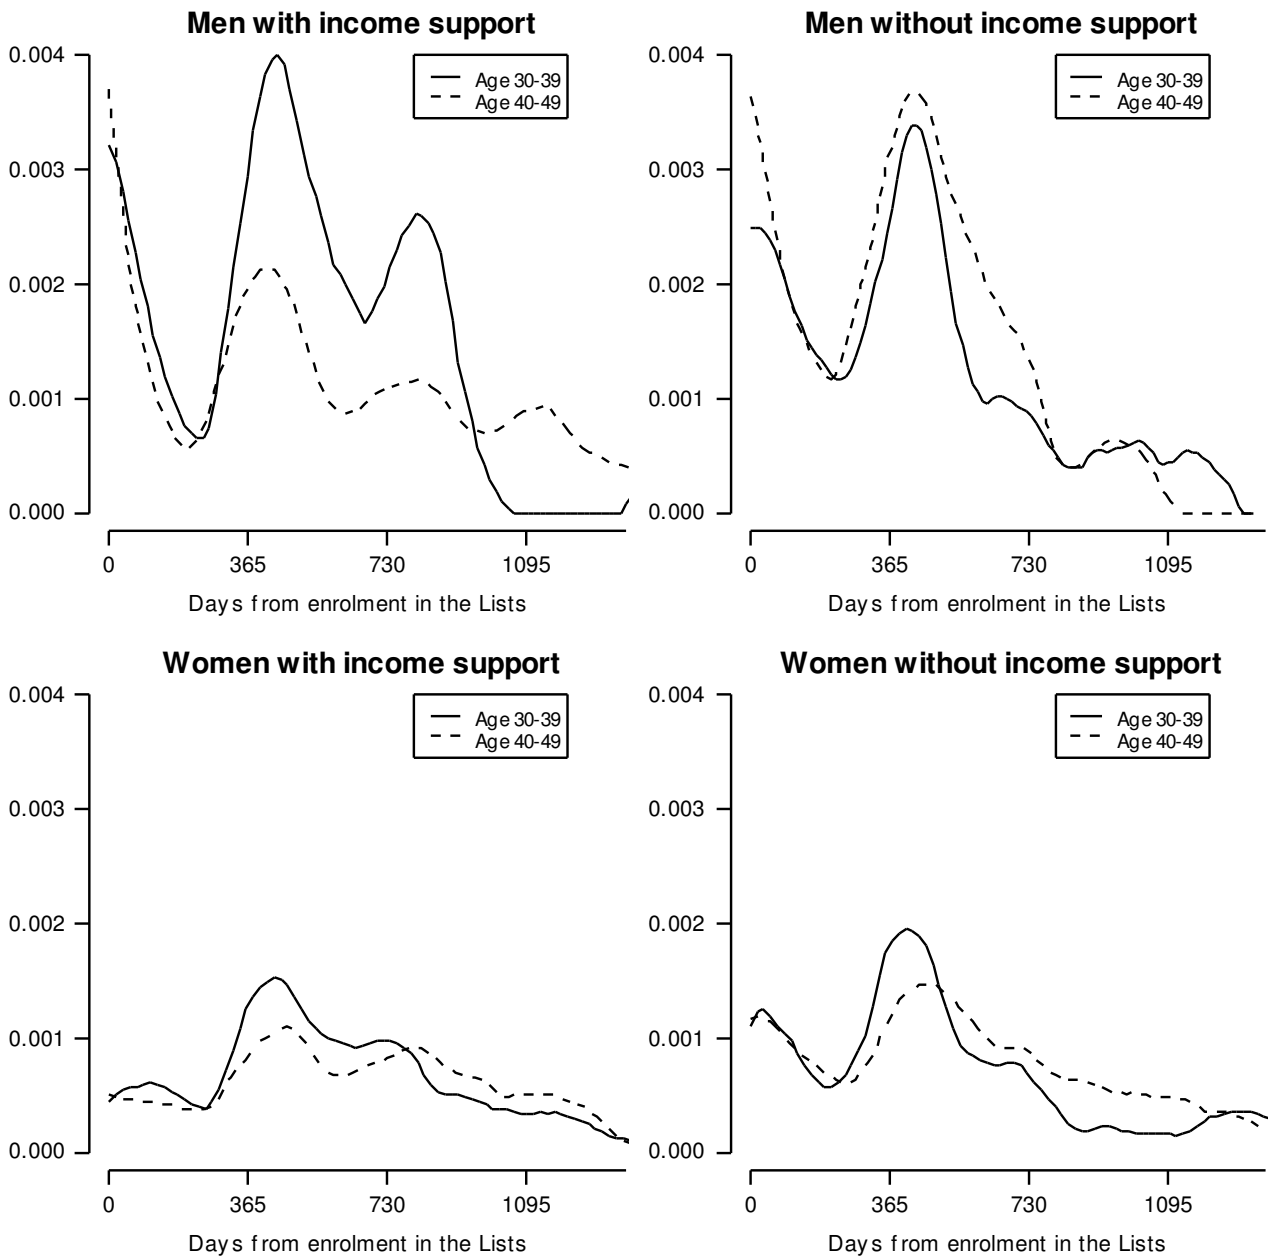 Men with income support
0.004
0.003
0.002
0.001
0.000
Age 30-39
Age 40-49
0 365 730 1095
Days from enrolment in the Lists
Men without income support
0.004
0.003
0.002
0.001
0.000
Age 30-39
Age 40-49
0 365 730 1095
Days from enrolment in the Lists
Women with income support
0.004
0.003
0.002
0.001
0.000
Age 30-39
Age 40-49
0 365 730 1095
Days from enrolment in the Lists
Women without income support
0.004
0.003
0.002
0.001
0.000
Age 30-39
Age 40-49
0 365 730 1095
Days from enrolment in the Lists